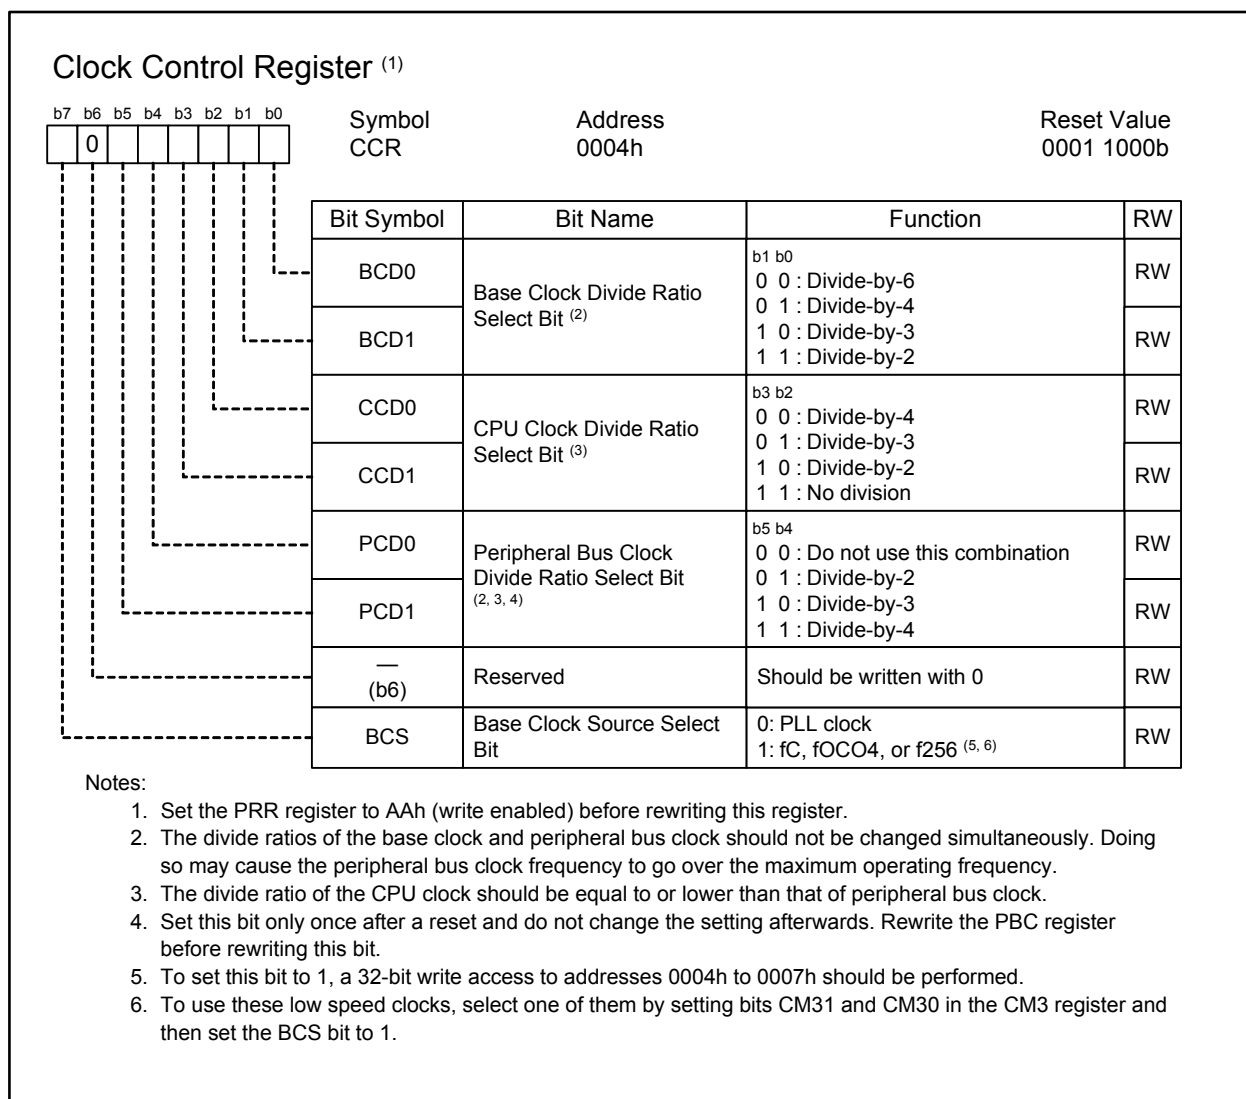 Clock Control Register (1)
b7 b6 b5 b4 b3 b2 b1 b0
0
Symbol Address Reset Value
CCR 0004h 0001 1000b
Bit Symbol Bit Name Function RW
BCD0
BCD1
Base Clock Divide Ratio
Select Bit (2)
b1 b0
0 0 : Divide-by-6
0 1 : Divide-by-4
1 0 : Divide-by-3
1 1 : Divide-by-2
RW
RW
CCD0
CCD1
CPU Clock Divide Ratio
Select Bit (3)
b3 b2
0 0 : Divide-by-4
0 1 : Divide-by-3
1 0 : Divide-by-2
1 1 : No division
RW
RW
PCD0
PCD1
Peripheral Bus Clock
Divide Ratio Select Bit
(2, 3, 4)
b5 b4
0 0 : Do not use this combination
0 1 : Divide-by-2
1 0 : Divide-by-3
1 1 : Divide-by-4
RW
RW
—
(b6)
Reserved
Should be written with 0
RW
BCS
Base Clock Source Select
Bit
0: PLL clock
1: fC, fOCO4, or f256 (5, 6)
RW
Notes:
1. Set the PRR register to AAh (write enabled) before rewriting this register.
2. The divide ratios of the base clock and peripheral bus clock should not be changed simultaneously. Doing
so may cause the peripheral bus clock frequency to go over the maximum operating frequency.
3. The divide ratio of the CPU clock should be equal to or lower than that of peripheral bus clock.
4. Set this bit only once after a reset and do not change the setting afterwards. Rewrite the PBC register
before rewriting this bit.
5. To set this bit to 1, a 32-bit write access to addresses 0004h to 0007h should be performed.
6. To use these low speed clocks, select one of them by setting bits CM31 and CM30 in the CM3 register and
then set the BCS bit to 1.